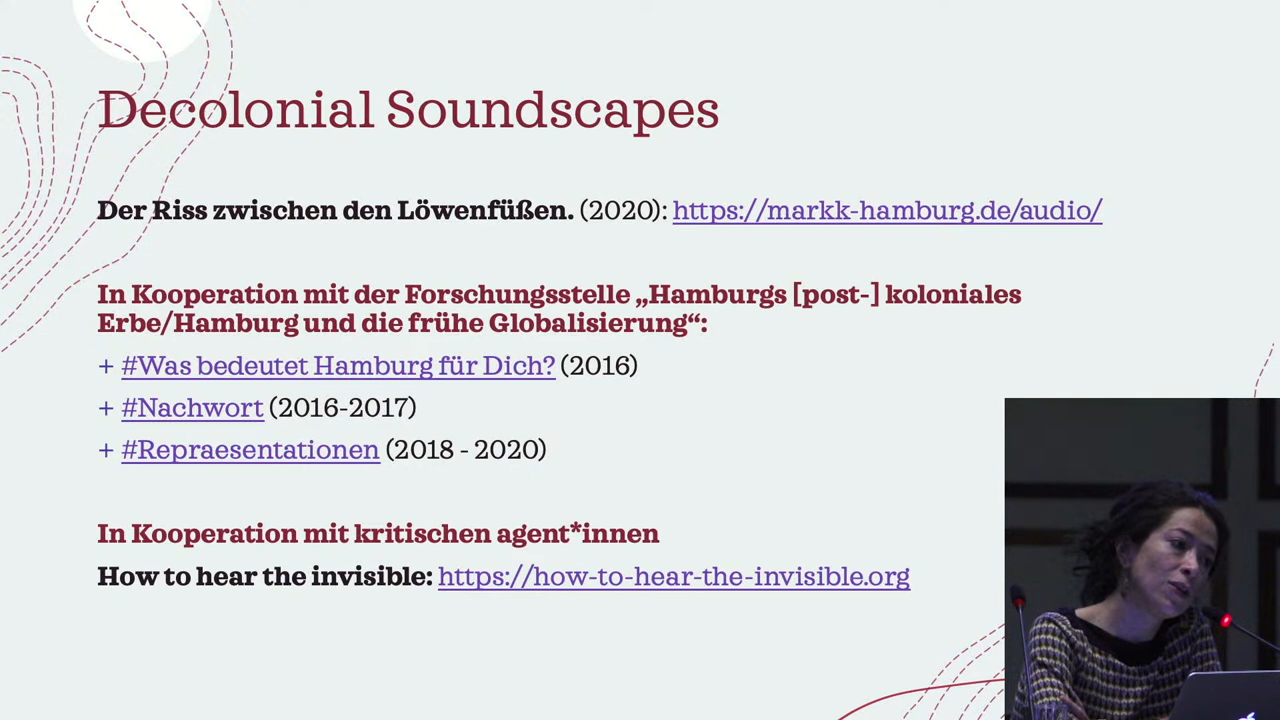 Decolonial Soundscapes
Der Riss zwischen den Löwenfüßen. (2020): https://markk-hamburg.de/audio/
In Kooperation mit der Forschungsstelle „Hamburgs [post-] koloniales
Erbe/Hamburg und die frühe Globalisierung“:
+ #Was bedeutet Hamburg für Dich? (2016)
+ #Nachwort (2016-2017)
+ #Repraesentationen (2018 - 2020)
In Kooperation mit kritischen agent*innen
How to hear the invisible: https://how-to-hear-the-invisible.org